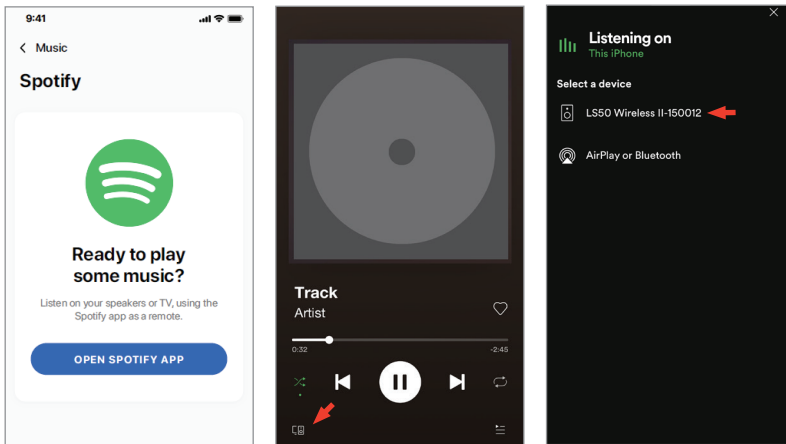 9:41
Music
Spotify
Ready to play
some music?
Listen on your speakers or TV, using the
Spotify app as a remote.
OPEN SPOTIFY APP
Track
Artist
0:32
-2:45
Listening on
This iPhone
Select a device
LS50 Wireless II-150012
AirPlay or Bluetooth